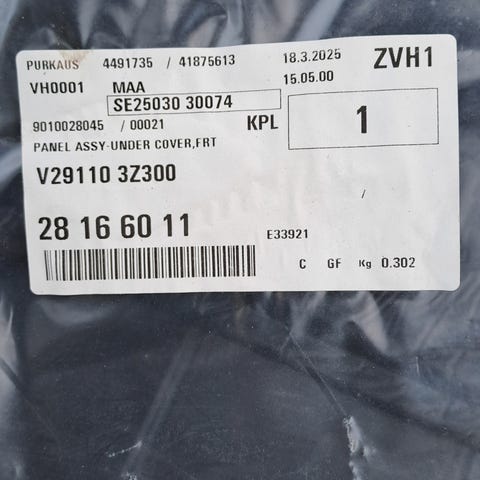 PURKAUS 4491735 / 41875613 18.3.2025 ZVH1
VH0001 MAA 15.05.00
SE25030 30074
9010028045 / 00021 KPL 1
PANEL ASSY-UNDER COVER,FRT
V29110 3Z300
/
28 16 60 11 E33921
C GF Kg 0.302